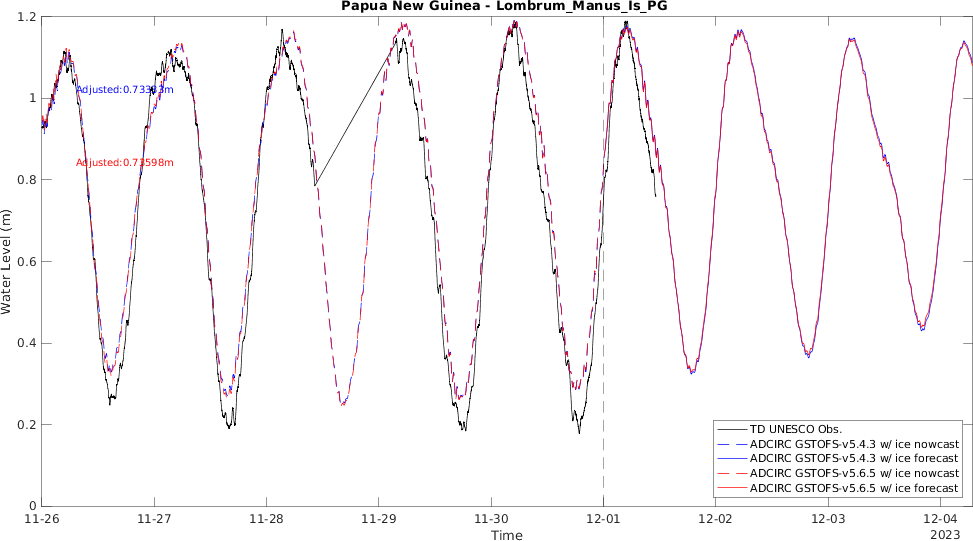 Papua New Guinea - Lombrum_Manus_Is_PG
1.2
1
0.8
0.6
0.4
0.2
0
Water Level (m)
Adjusted:0.73598m
TD UNESCO Obs.
ADCIRC GSTOFS-v5.4.3 w/ ice nowcast
ADCIRC GSTOFS-v5.4.3 w/ ice forecast
ADCIRC GSTOFS-v5.6.5 w/ ice nowcast
ADCIRC GSTOFS-v5.6.5 w/ ice forecast
11-26 11-27 11-28 11-29 11-30 12-01 12-02 12-03 12-04
2023
Time